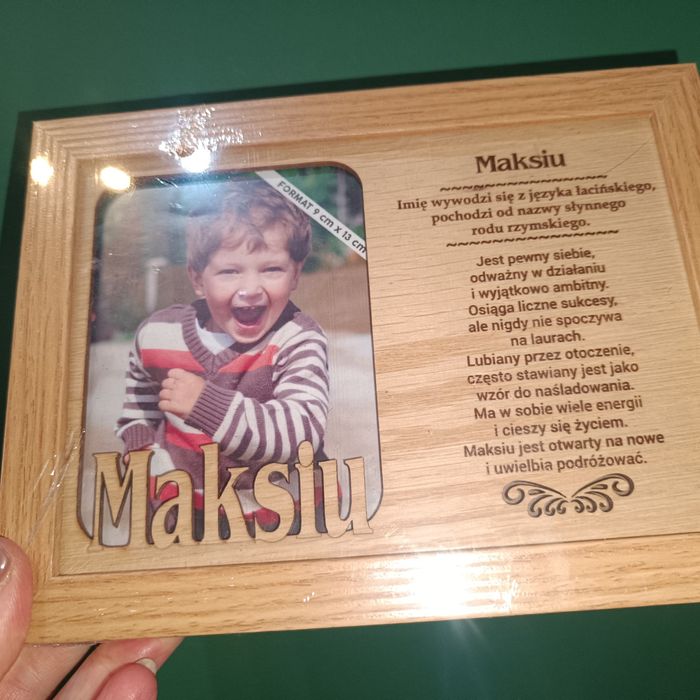 FORMAT 9 cm x 13 cm
Maksiu
Maksiu
Imię wywodzi się z języka łacińskiego,
pochodzi od nazwy słynnego
rodu rzymskiego.
Jest pewny siebie,
odważny w działaniu
i wyjątkowo ambitny.
Osiąga liczne sukcesy,
ale nigdy nie spoczywa
na laurach.
Lubiany przez otoczenie,
często stawiany jest jako
wzór do naśladowania.
Ma w sobie wiele energii
i cieszy się życiem.
Maksiu jest otwarty na nowe
i uwielbia podróżować.